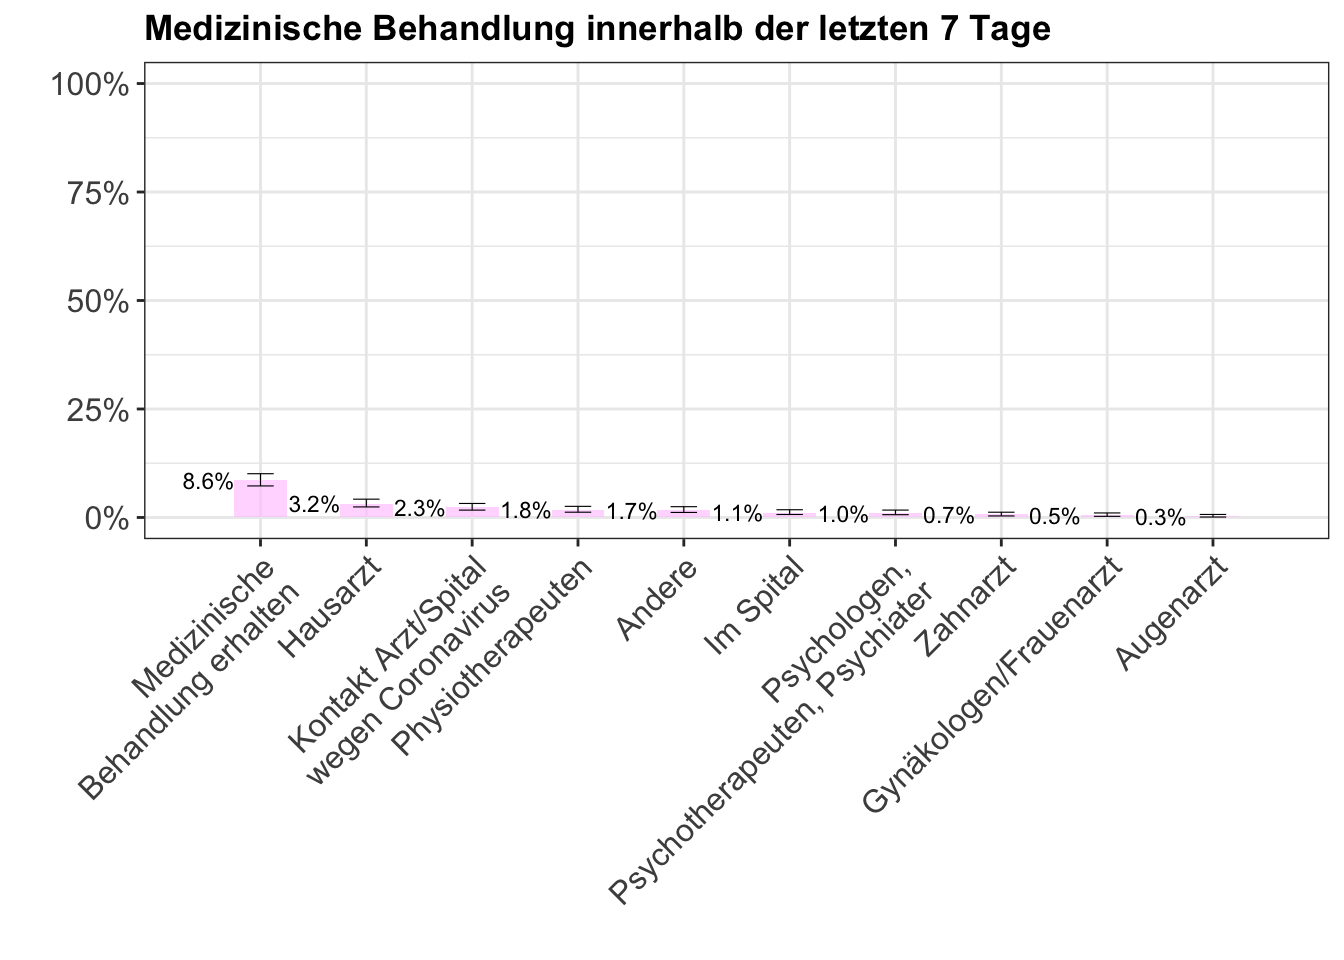 Medizinische Behandlung innerhalb der letzten 7 Tage
100%
75%
50%
25%
0%
8.6%
3.2%
2.3%
1.8%
1.7%
1.1%
1.0%
0.7%
0.5%
0.3%
Medizinische
Behandlung erhalten
Hausarzt
Kontakt Arzt/Spital
wegen Coronavirus
Physiotherapeuten
Andere
Im Spital
Psychologen,
Psychotherapeuten, Psychiater
Zahnarzt
Gynäkologen/Frauenarzt
Augenarzt